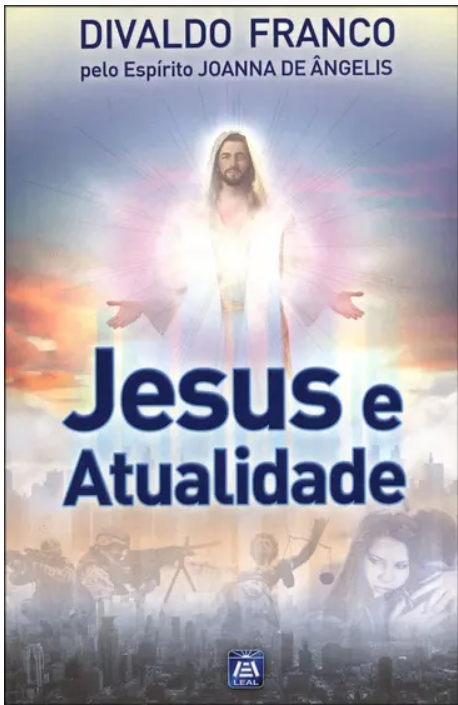 DIVALDO FRANCO
pelo Espírito JOANNA DE ÂNGELIS
Jesus e
Atualidade
LEAL